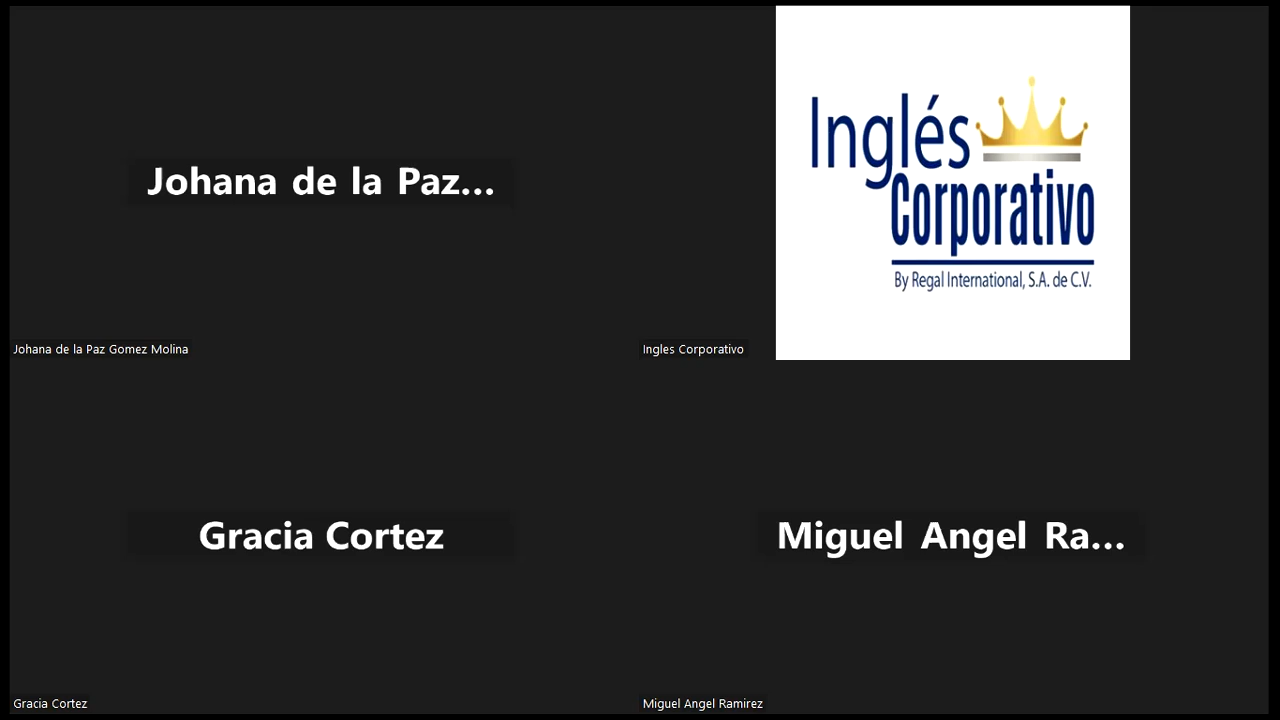 Johana de la Paz...
Inglés
Corporativo
By Regal International, S.A. de C.V.
Johana de la Paz Gomez Molina
Ingles Corporativo
Gracia Cortez
Miguel Angel Ra...
Gracia Cortez
Miguel Angel Ramirez